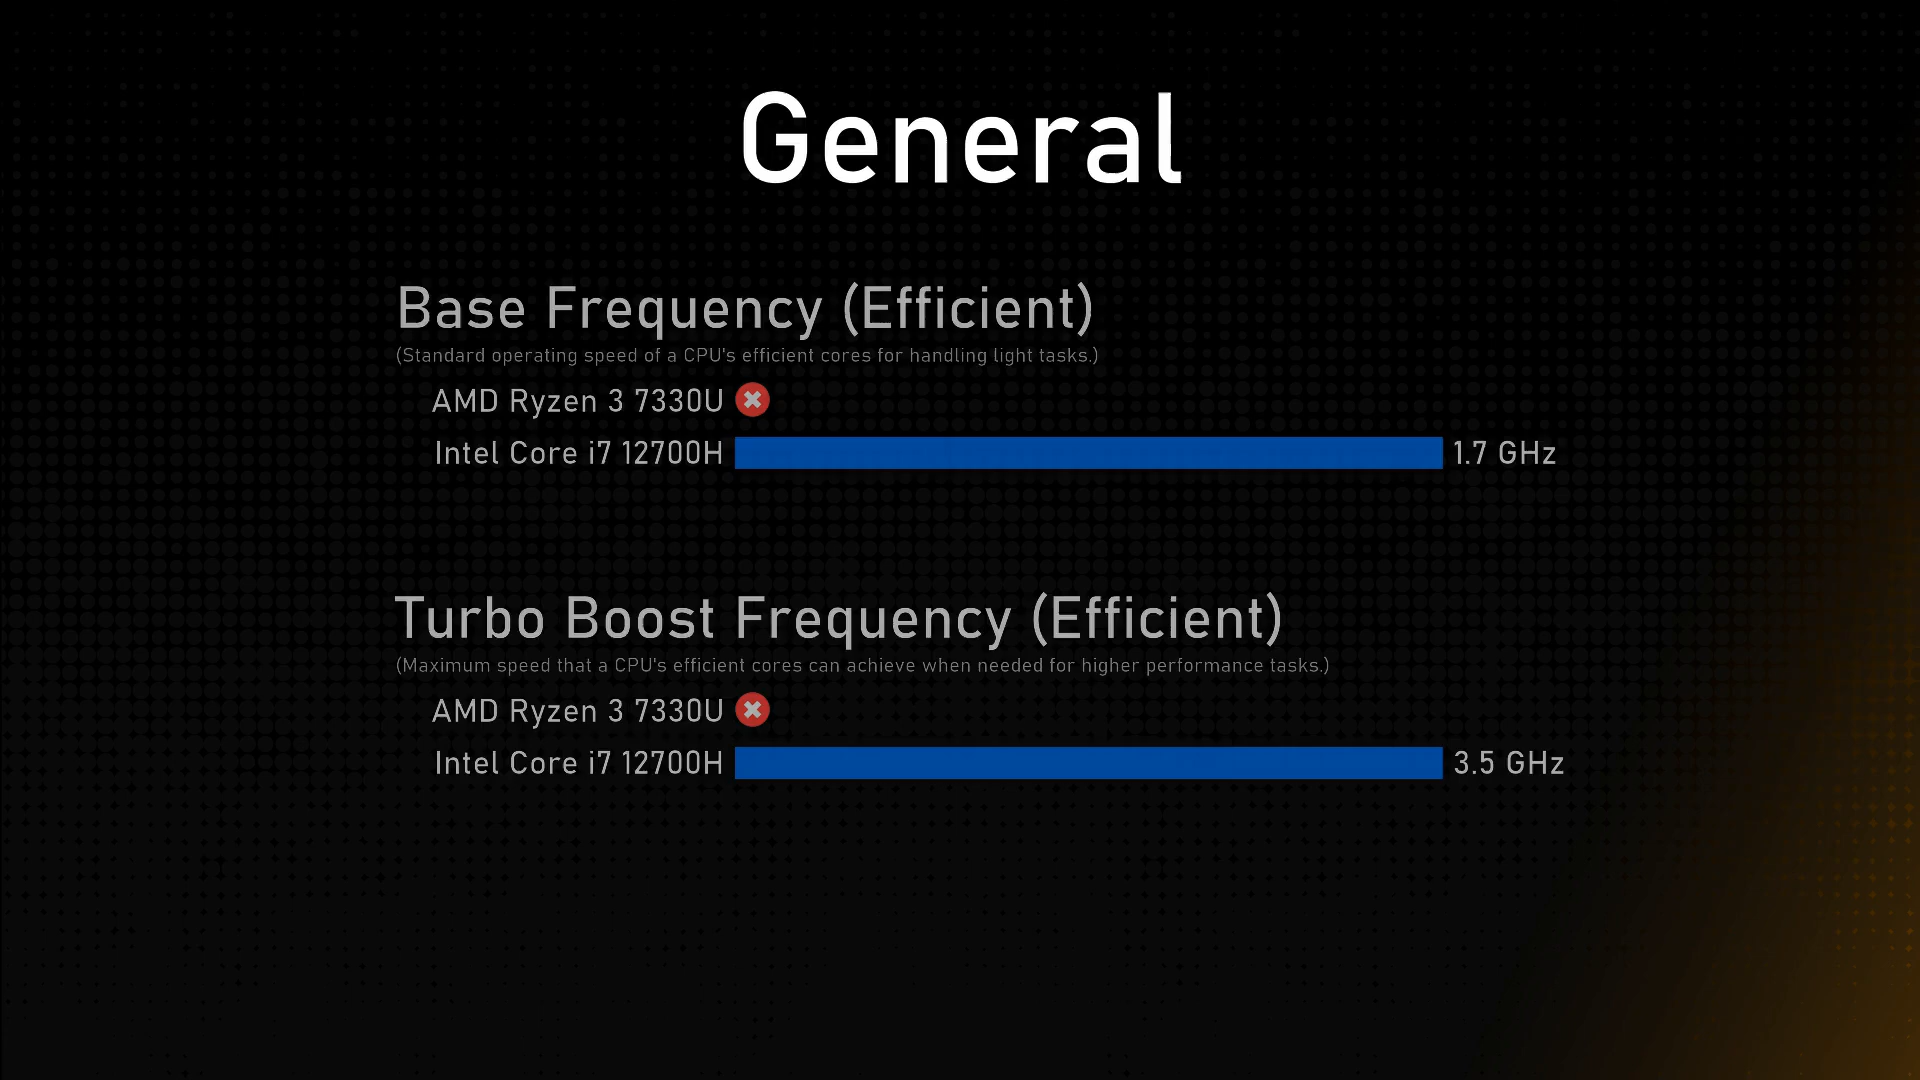 General
Base Frequency (Efficient)
(Standard operating speed of a CPU's efficient cores for handling light tasks.)
AMD Ryzen 3 7330U
Intel Core i7 12700H 1.7 GHz
Turbo Boost Frequency (Efficient)
(Maximum speed that a CPU's efficient cores can achieve when needed for higher performance tasks.)
AMD Ryzen 3 7330U
Intel Core i7 12700H 3.5 GHz